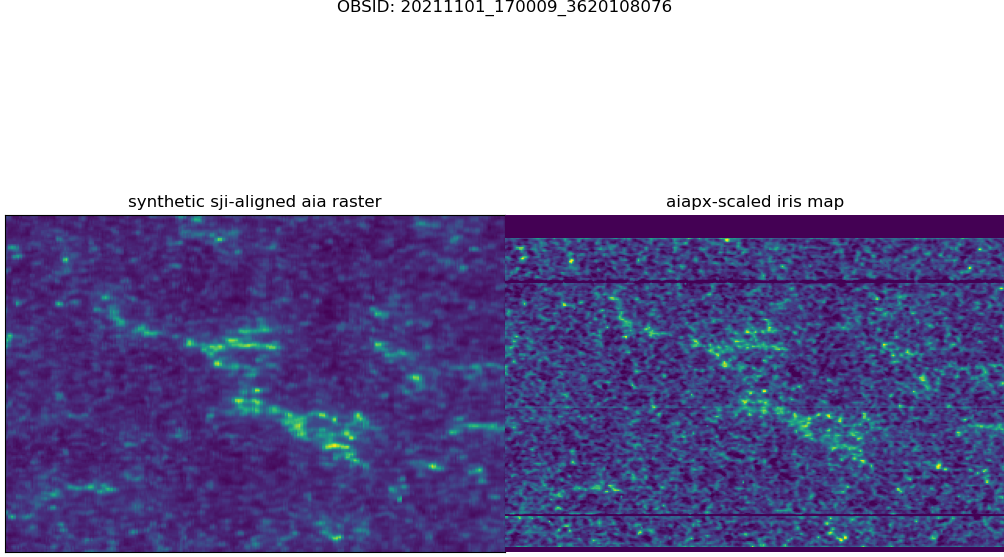 OBSID: 20211101_170009_3620108076
synthetic sji-aligned aia raster
aiapx-scaled iris map